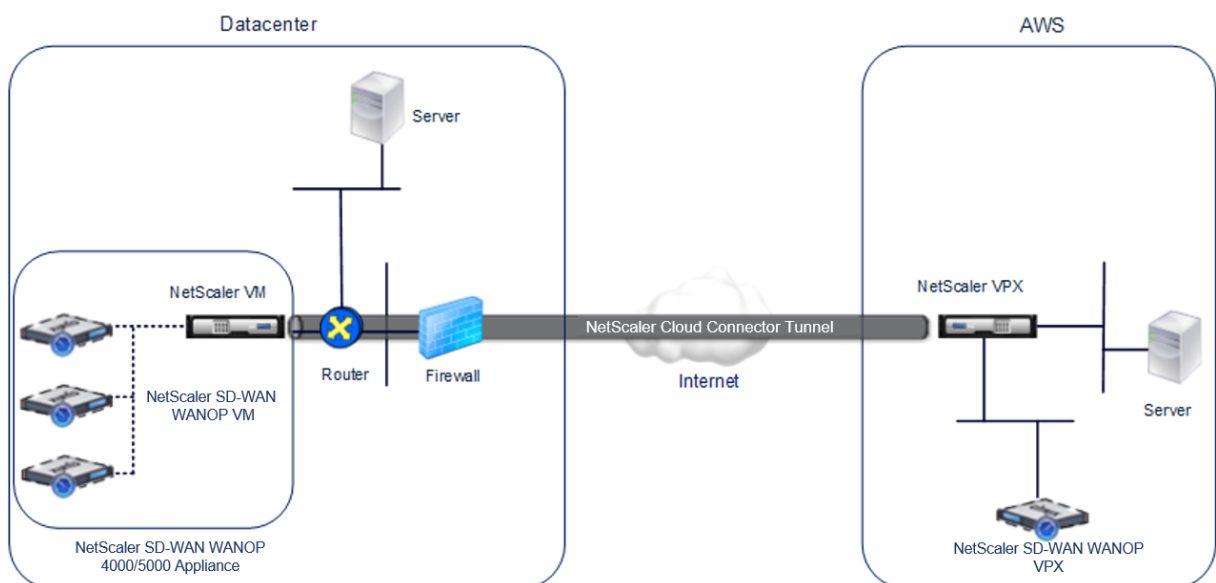 Datacenter
AWS
Server
NetScaler VM
NetScaler VPX
NetScaler Cloud Connector Tunnel
Router
Firewall
Internet
NetScaler SD-WAN
WANOP VM
Server
NetScaler SD-WAN WANOP
4000/5000 Appliance
NetScaler SD-WAN WANOP
VPX